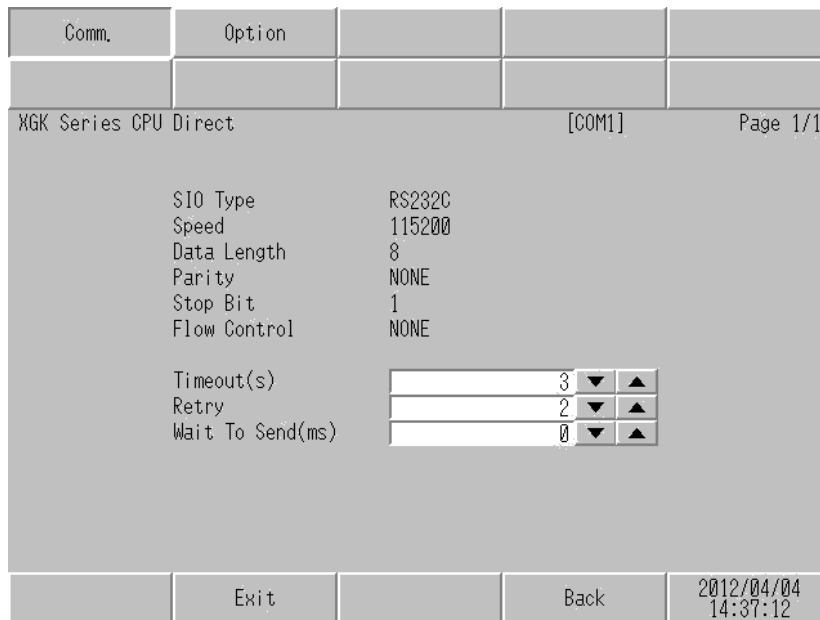 Comm. Option
XGK Series CPU Direct [COM1] Page 1/1
SIO Type RS232C
Speed 115200
Data Length 8
Parity NONE
Stop Bit 1
Flow Control NONE
Timeout(s) 3
Retry 2
Wait To Send(ms) 0
Exit Back 2012/04/04
14:37:12